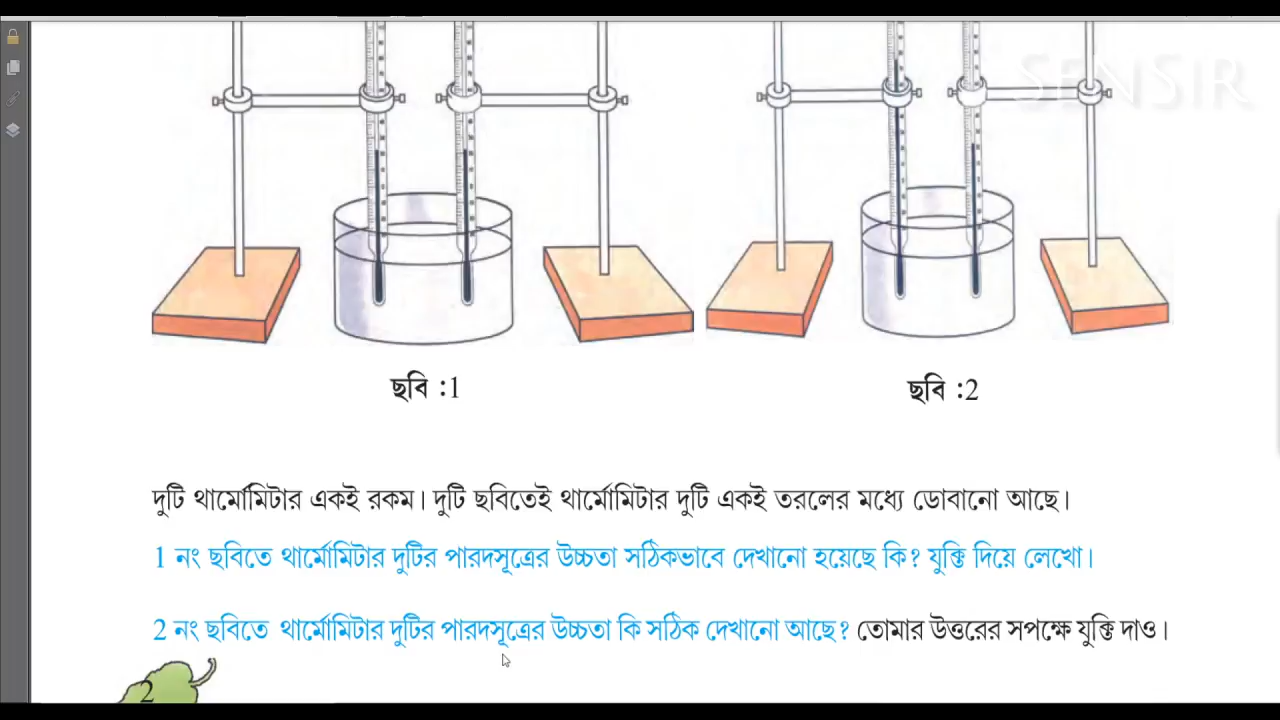 SENSIR
ছবি :1
ছবি :2
দুটি থার্মোমিটার একই রকম। দুটি ছবিতেই থার্মোমিটার দুটি একই তরলের মধ্যে ডোবানো আছে।
1 নং ছবিতে থার্মোমিটার দুটির পারদসূত্রের উচ্চতা সঠিকভাবে দেখানো হয়েছে কি? যুক্তি দিয়ে লেখো।
2 নং ছবিতে থার্মোমিটার দুটির পারদসূত্রের উচ্চতা কি সঠিক দেখানো আছে? তোমার উত্তরের সপক্ষে যুক্তি দাও।
2